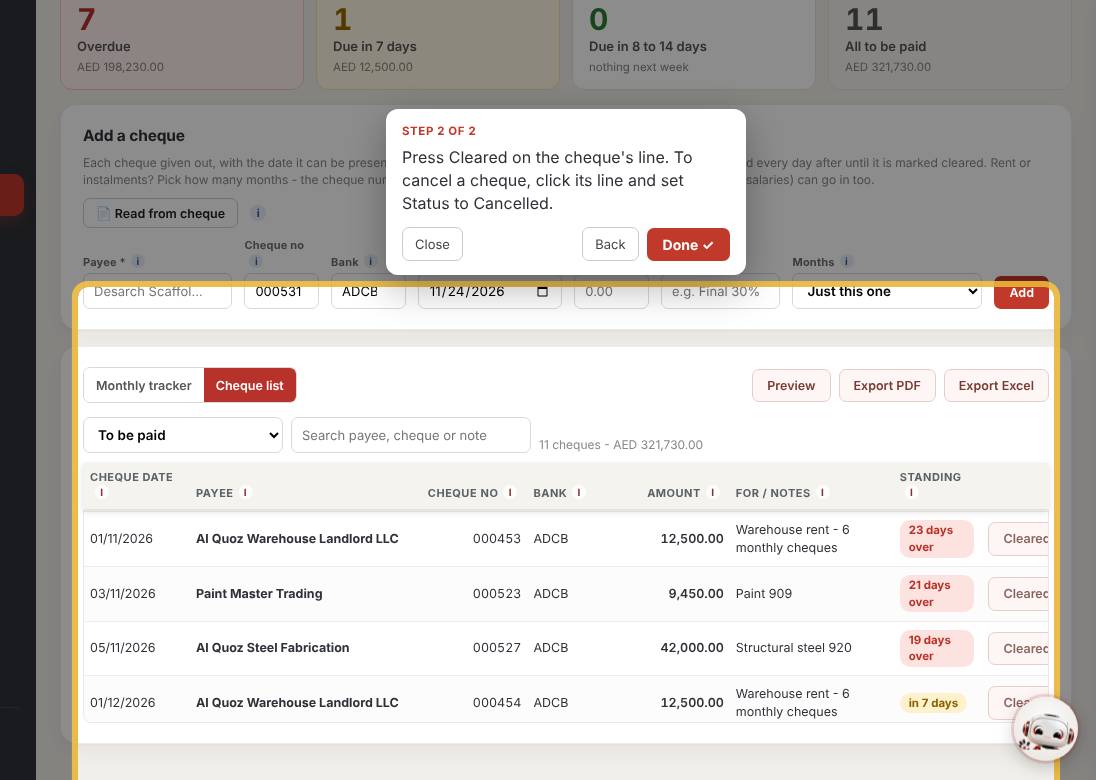 7
Overdue
AED 198,230.00
1
Due in 7 days
AED 12,500.00
0
Due in 8 to 14 days
nothing next week
11
All to be paid
AED 321,730.00
Add a cheque
Each cheque given out, with the date it can be presen
d every day after until it is marked cleared. Rent or
instalments? Pick how many months - the cheque nur
salaries) can go in too.
STEP 2 OF 2
Press Cleared on the cheque's line. To
cancel a cheque, click its line and set
Status to Cancelled.
Close
Back
Done ✓
Read from cheque i
Payee * i
Cheque no i
Bank i
Months i
Desarch Scaffol...
000531
ADCB
11/24/2026
0.00
e.g. Final 30%
Just this one
Add
Monthly tracker
Cheque list
Preview
Export PDF
Export Excel
To be paid
Search payee, cheque or note
11 cheques - AED 321,730.00
CHEQUE DATE I
PAYEE I
CHEQUE NO I
BANK I
AMOUNT I
FOR / NOTES I
STANDING I
01/11/2026 Al Quoz Warehouse Landlord LLC 000453 ADCB 12,500.00 Warehouse rent - 6 monthly cheques 23 days over Cleared
03/11/2026 Paint Master Trading 000523 ADCB 9,450.00 Paint 909 21 days over Cleared
05/11/2026 Al Quoz Steel Fabrication 000527 ADCB 42,000.00 Structural steel 920 19 days over Cleared
01/12/2026 Al Quoz Warehouse Landlord LLC 000454 ADCB 12,500.00 Warehouse rent - 6 monthly cheques in 7 days Clea